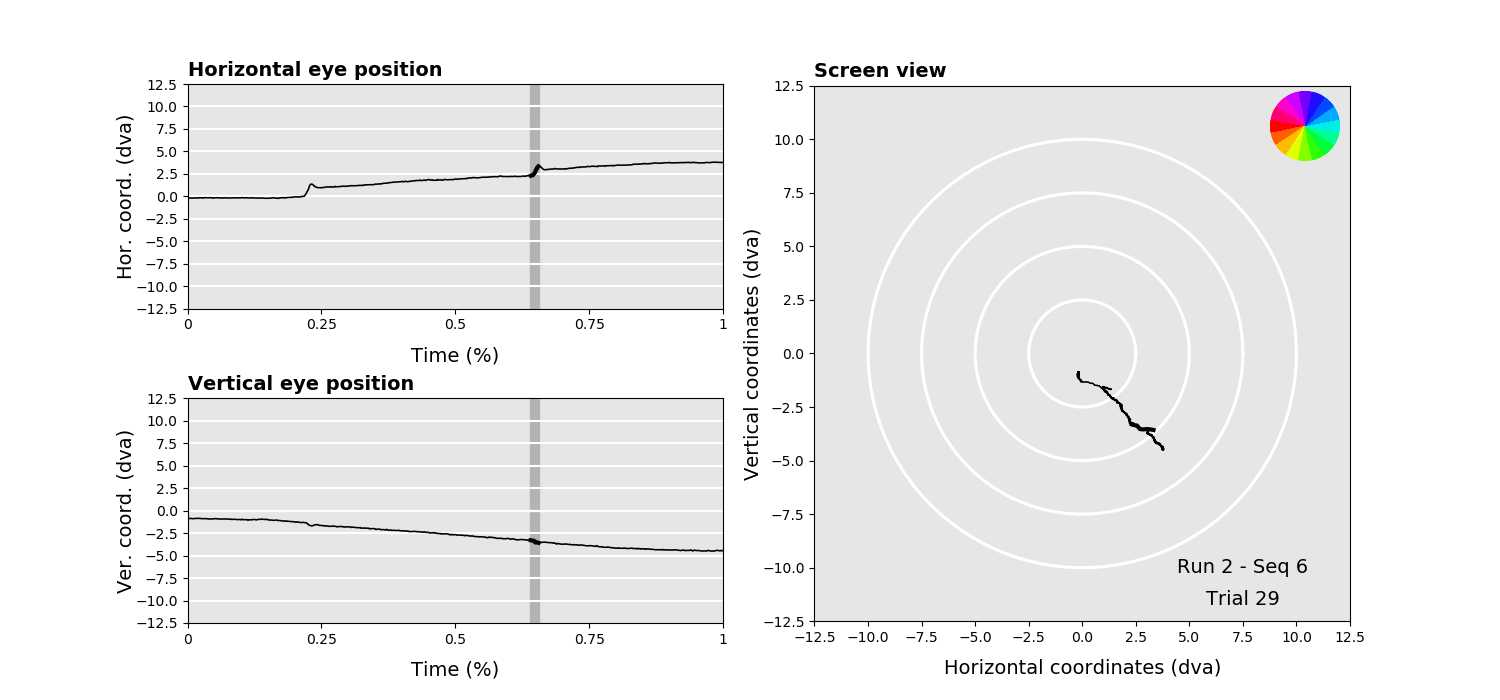 Horizontal eye position
12.5
10.0
7.5
5.0
2.5
0.0
−2.5
−5.0
−7.5
−10.0
−12.5
Hor. coord. (dva)
0 0.25 0.5 0.75 1
Time (%)
Vertical eye position
12.5
10.0
7.5
5.0
2.5
0.0
−2.5
−5.0
−7.5
−10.0
−12.5
Ver. coord. (dva)
0 0.25 0.5 0.75 1
Time (%)
Screen view
12.5
10.0
7.5
5.0
2.5
0.0
−2.5
−5.0
−7.5
−10.0
−12.5
Vertical coordinates (dva)
Run 2 - Seq 6
Trial 29
−12.5 −10.0 −7.5 −5.0 −2.5 0.0 2.5 5.0 7.5 10.0 12.5
Horizontal coordinates (dva)